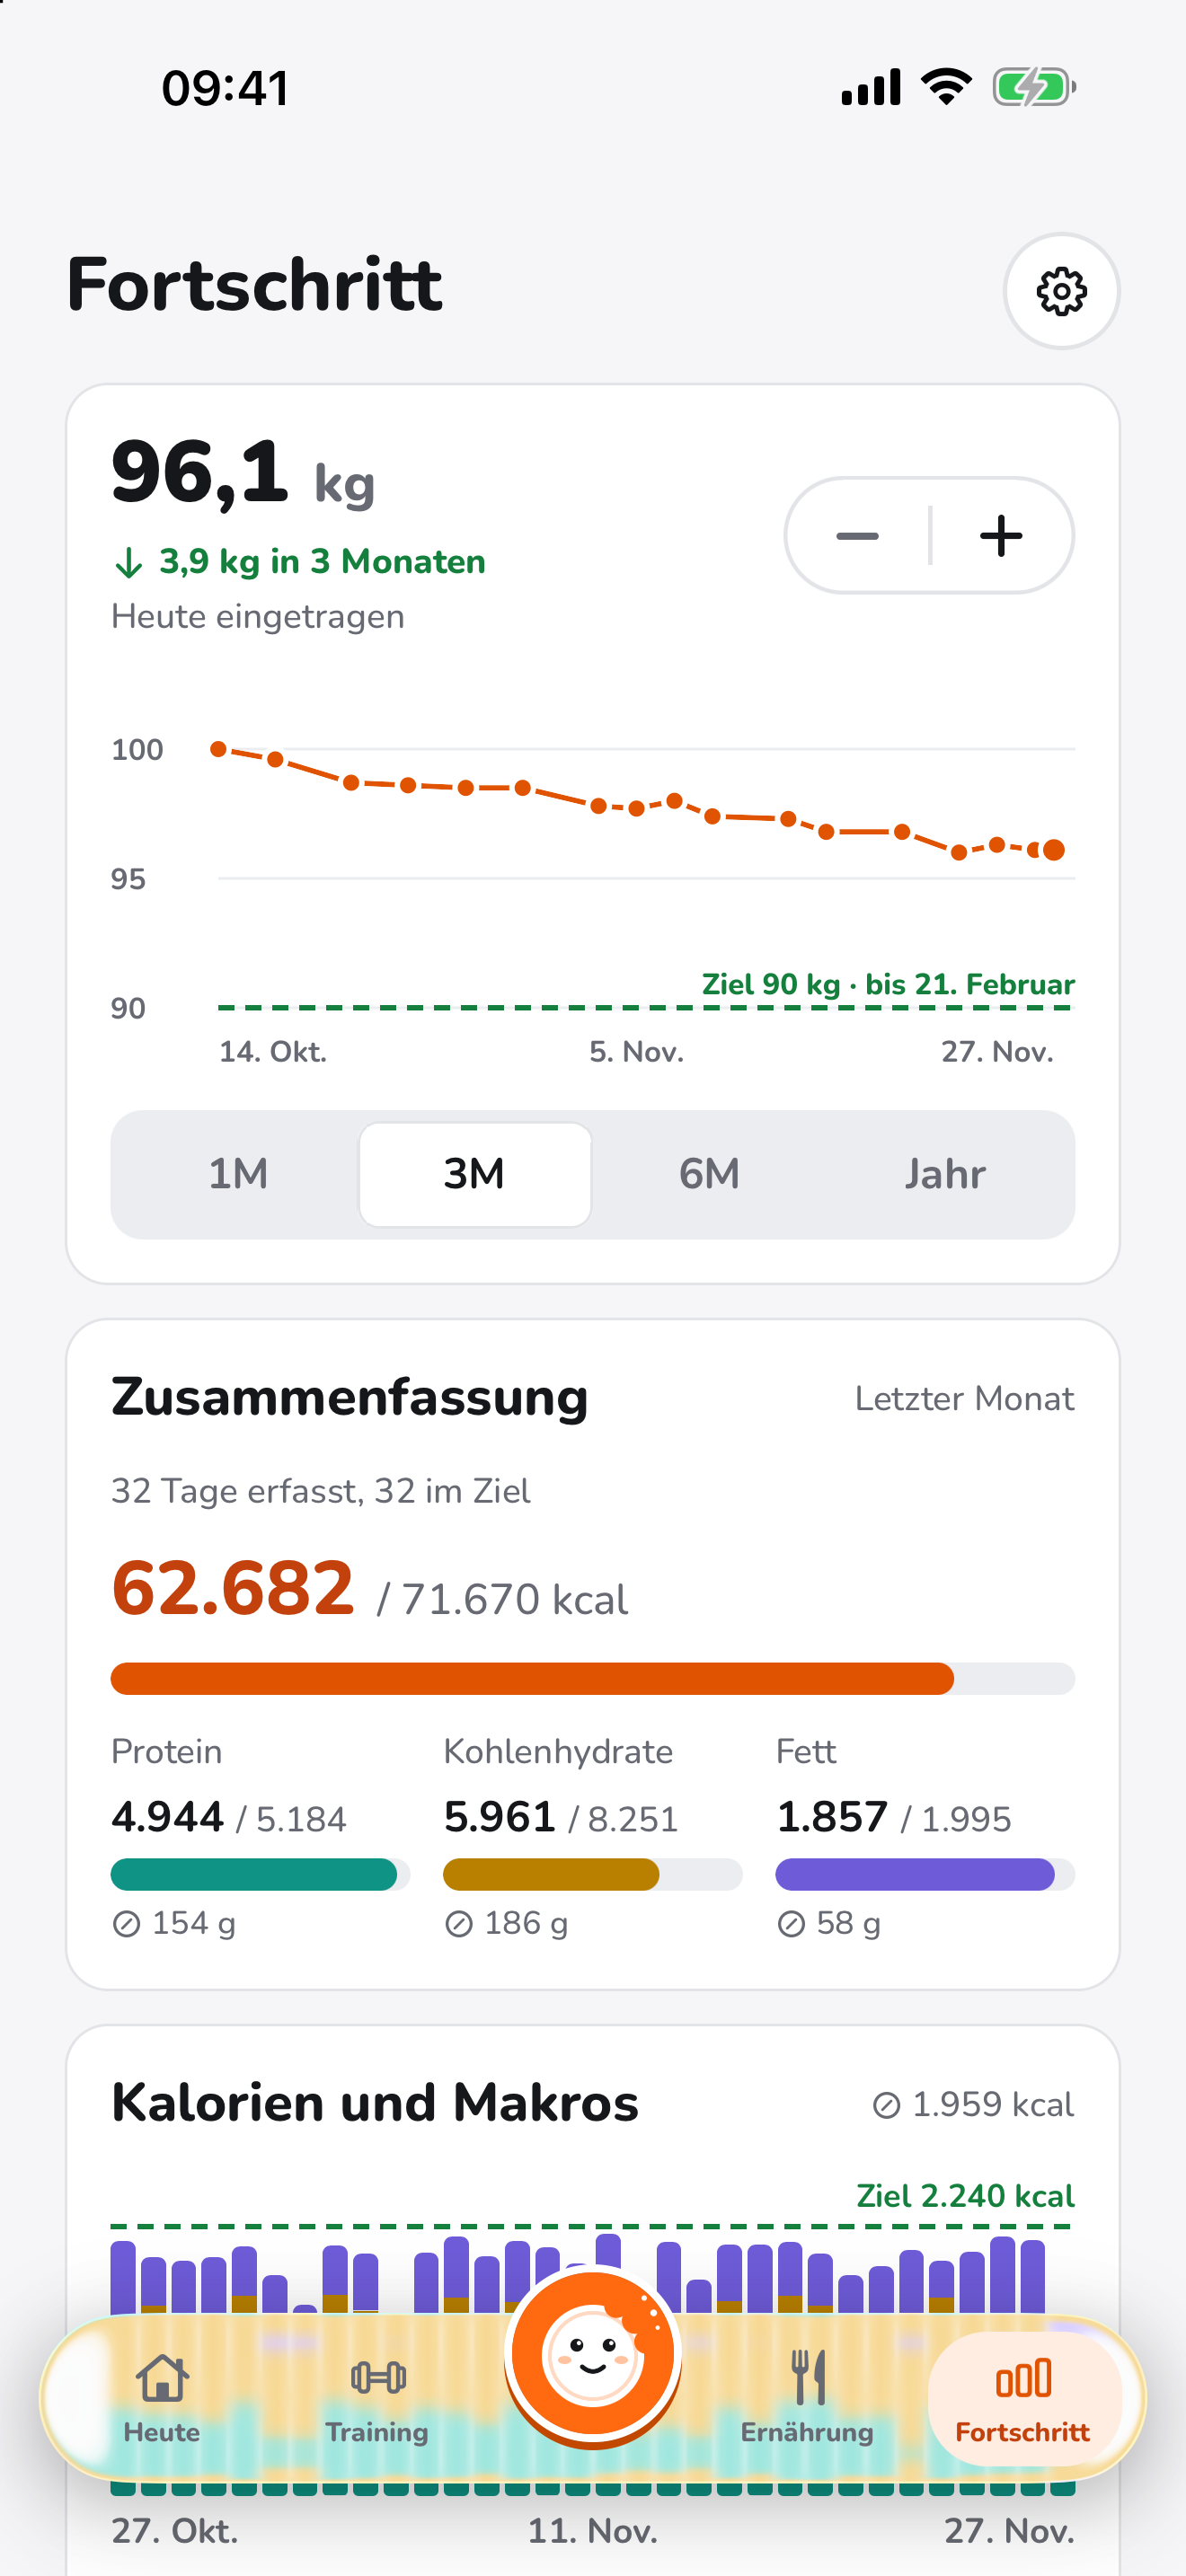 09:41
Fortschritt
96,1 kg
↓ 3,9 kg in 3 Monaten
Heute eingetragen
100
95
Ziel 90 kg · bis 21. Februar
90
14. Okt. 5. Nov. 27. Nov.
1M 3M 6M Jahr
Zusammenfassung Letzter Monat
32 Tage erfasst, 32 im Ziel
62.682 / 71.670 kcal
Protein Kohlenhydrate Fett
4.944 / 5.184 5.961 / 8.251 1.857 / 1.995
∅ 154 g ∅ 186 g ∅ 58 g
Kalorien und Makros ∅ 1.959 kcal
Ziel 2.240 kcal
Heute Training Ernährung Fortschritt
27. Okt. 11. Nov. 27. Nov.